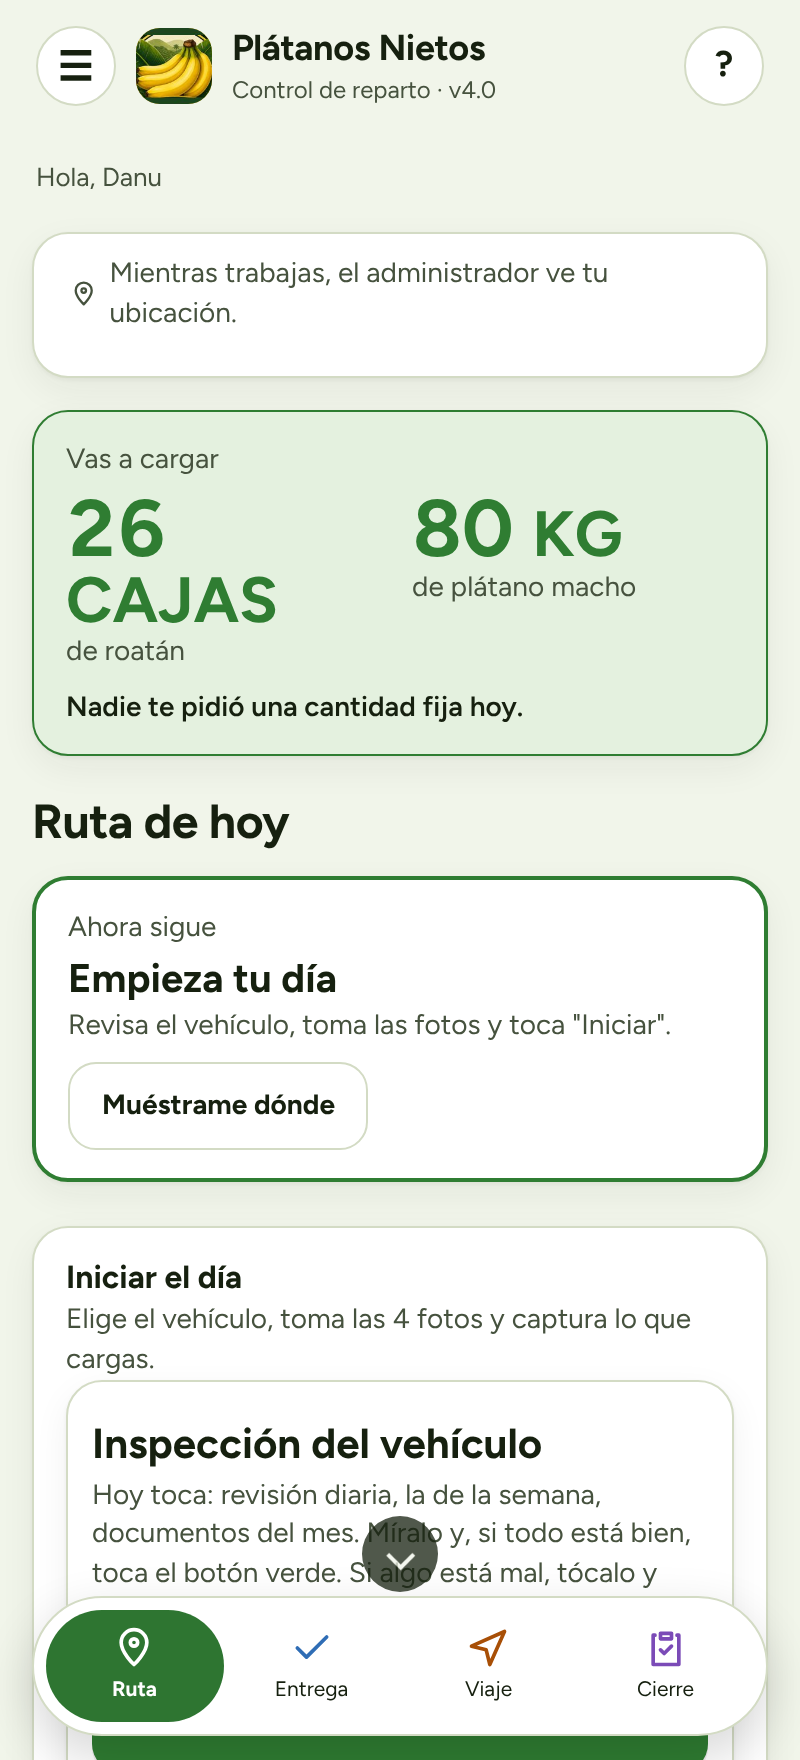 Plátanos Nietos
Control de reparto · v4.0
?
Hola, Danu
Mientras trabajas, el administrador ve tu
ubicación.
Vas a cargar
26
CAJAS
de roatán
80 KG
de plátano macho
Nadie te pidió una cantidad fija hoy.
Ruta de hoy
Ahora sigue
Empieza tu día
Revisa el vehículo, toma las fotos y toca "Iniciar".
Muéstrame dónde
Iniciar el día
Elige el vehículo, toma las 4 fotos y captura lo que
cargas.
Inspección del vehículo
Hoy toca: revisión diaria, la de la semana,
documentos del mes. Míralo y, si todo está bien,
toca el botón verde. Si algo está mal, tócalo y
Ruta
Entrega
Viaje
Cierre